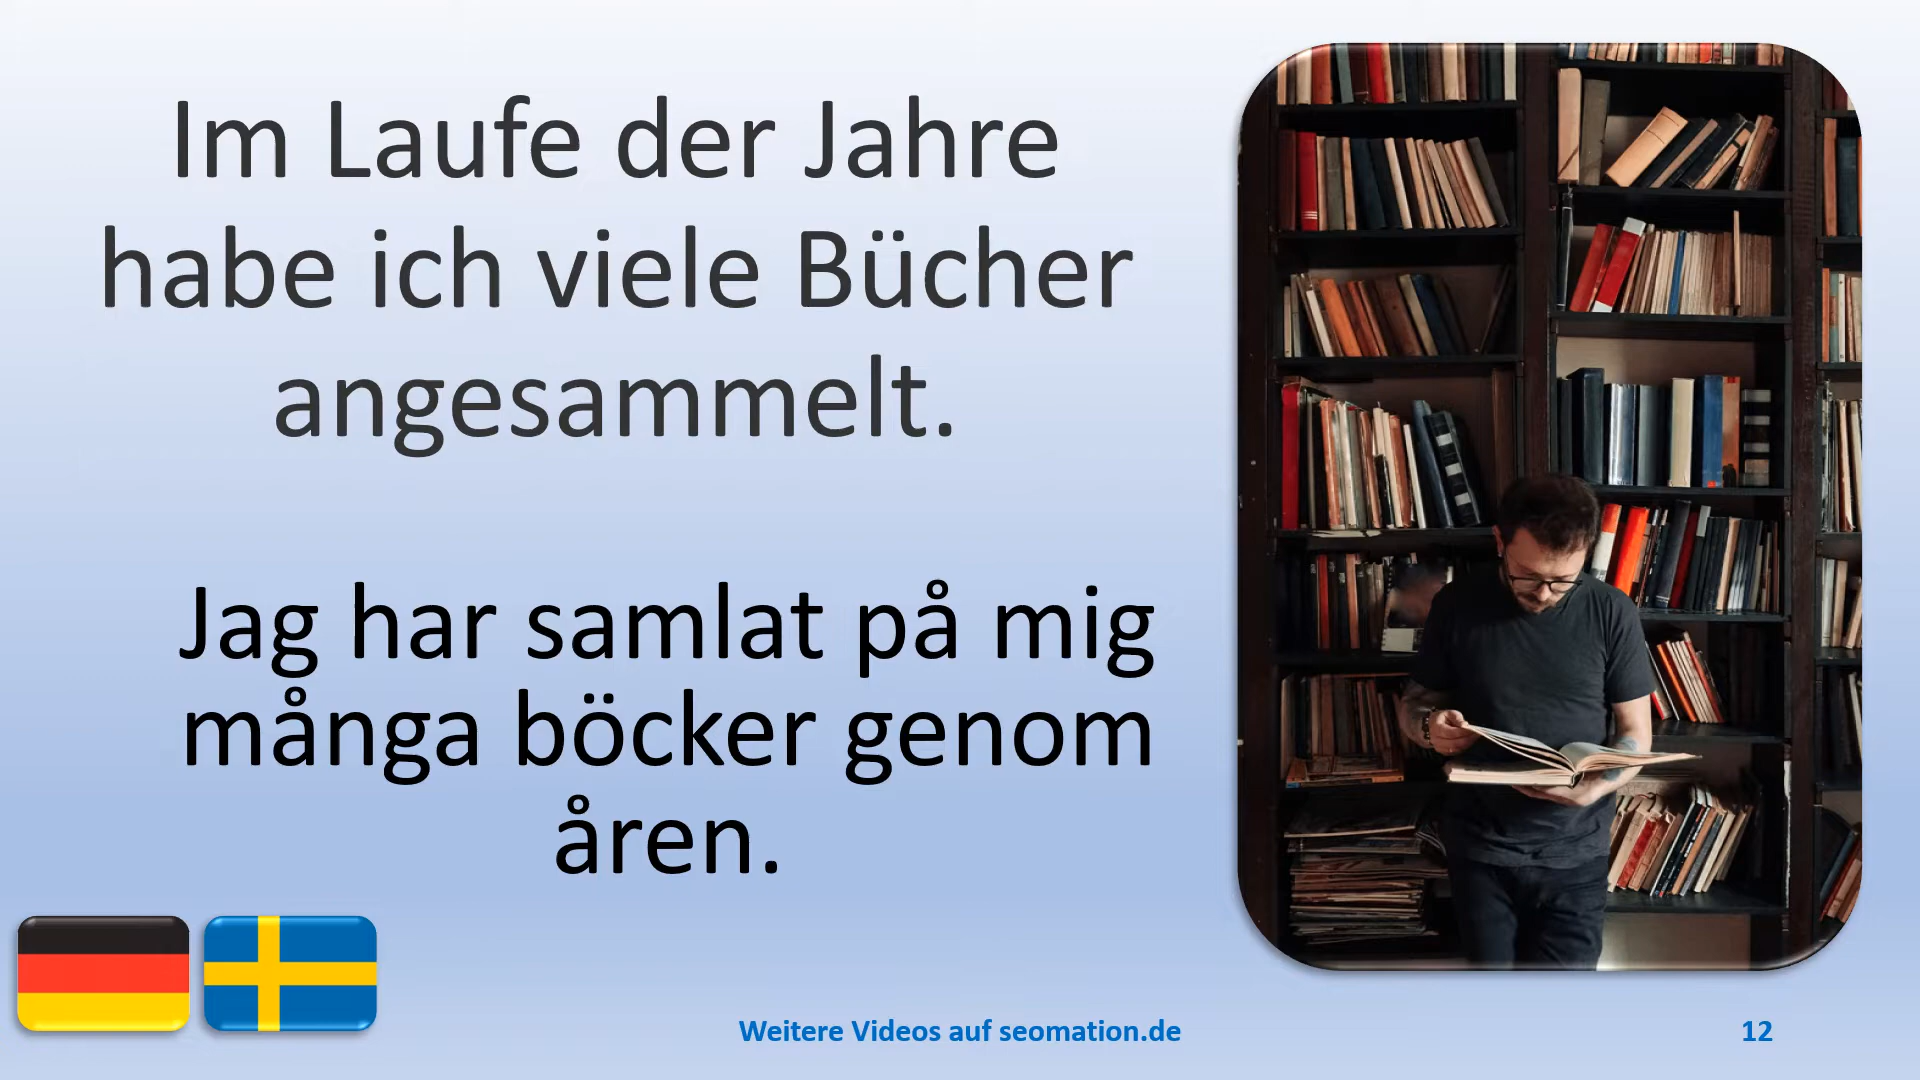 Im Laufe der Jahre
habe ich viele Bücher
angesammelt.
Jag har samlat på mig
många böcker genom
åren.
Weitere Videos auf seomation.de
12